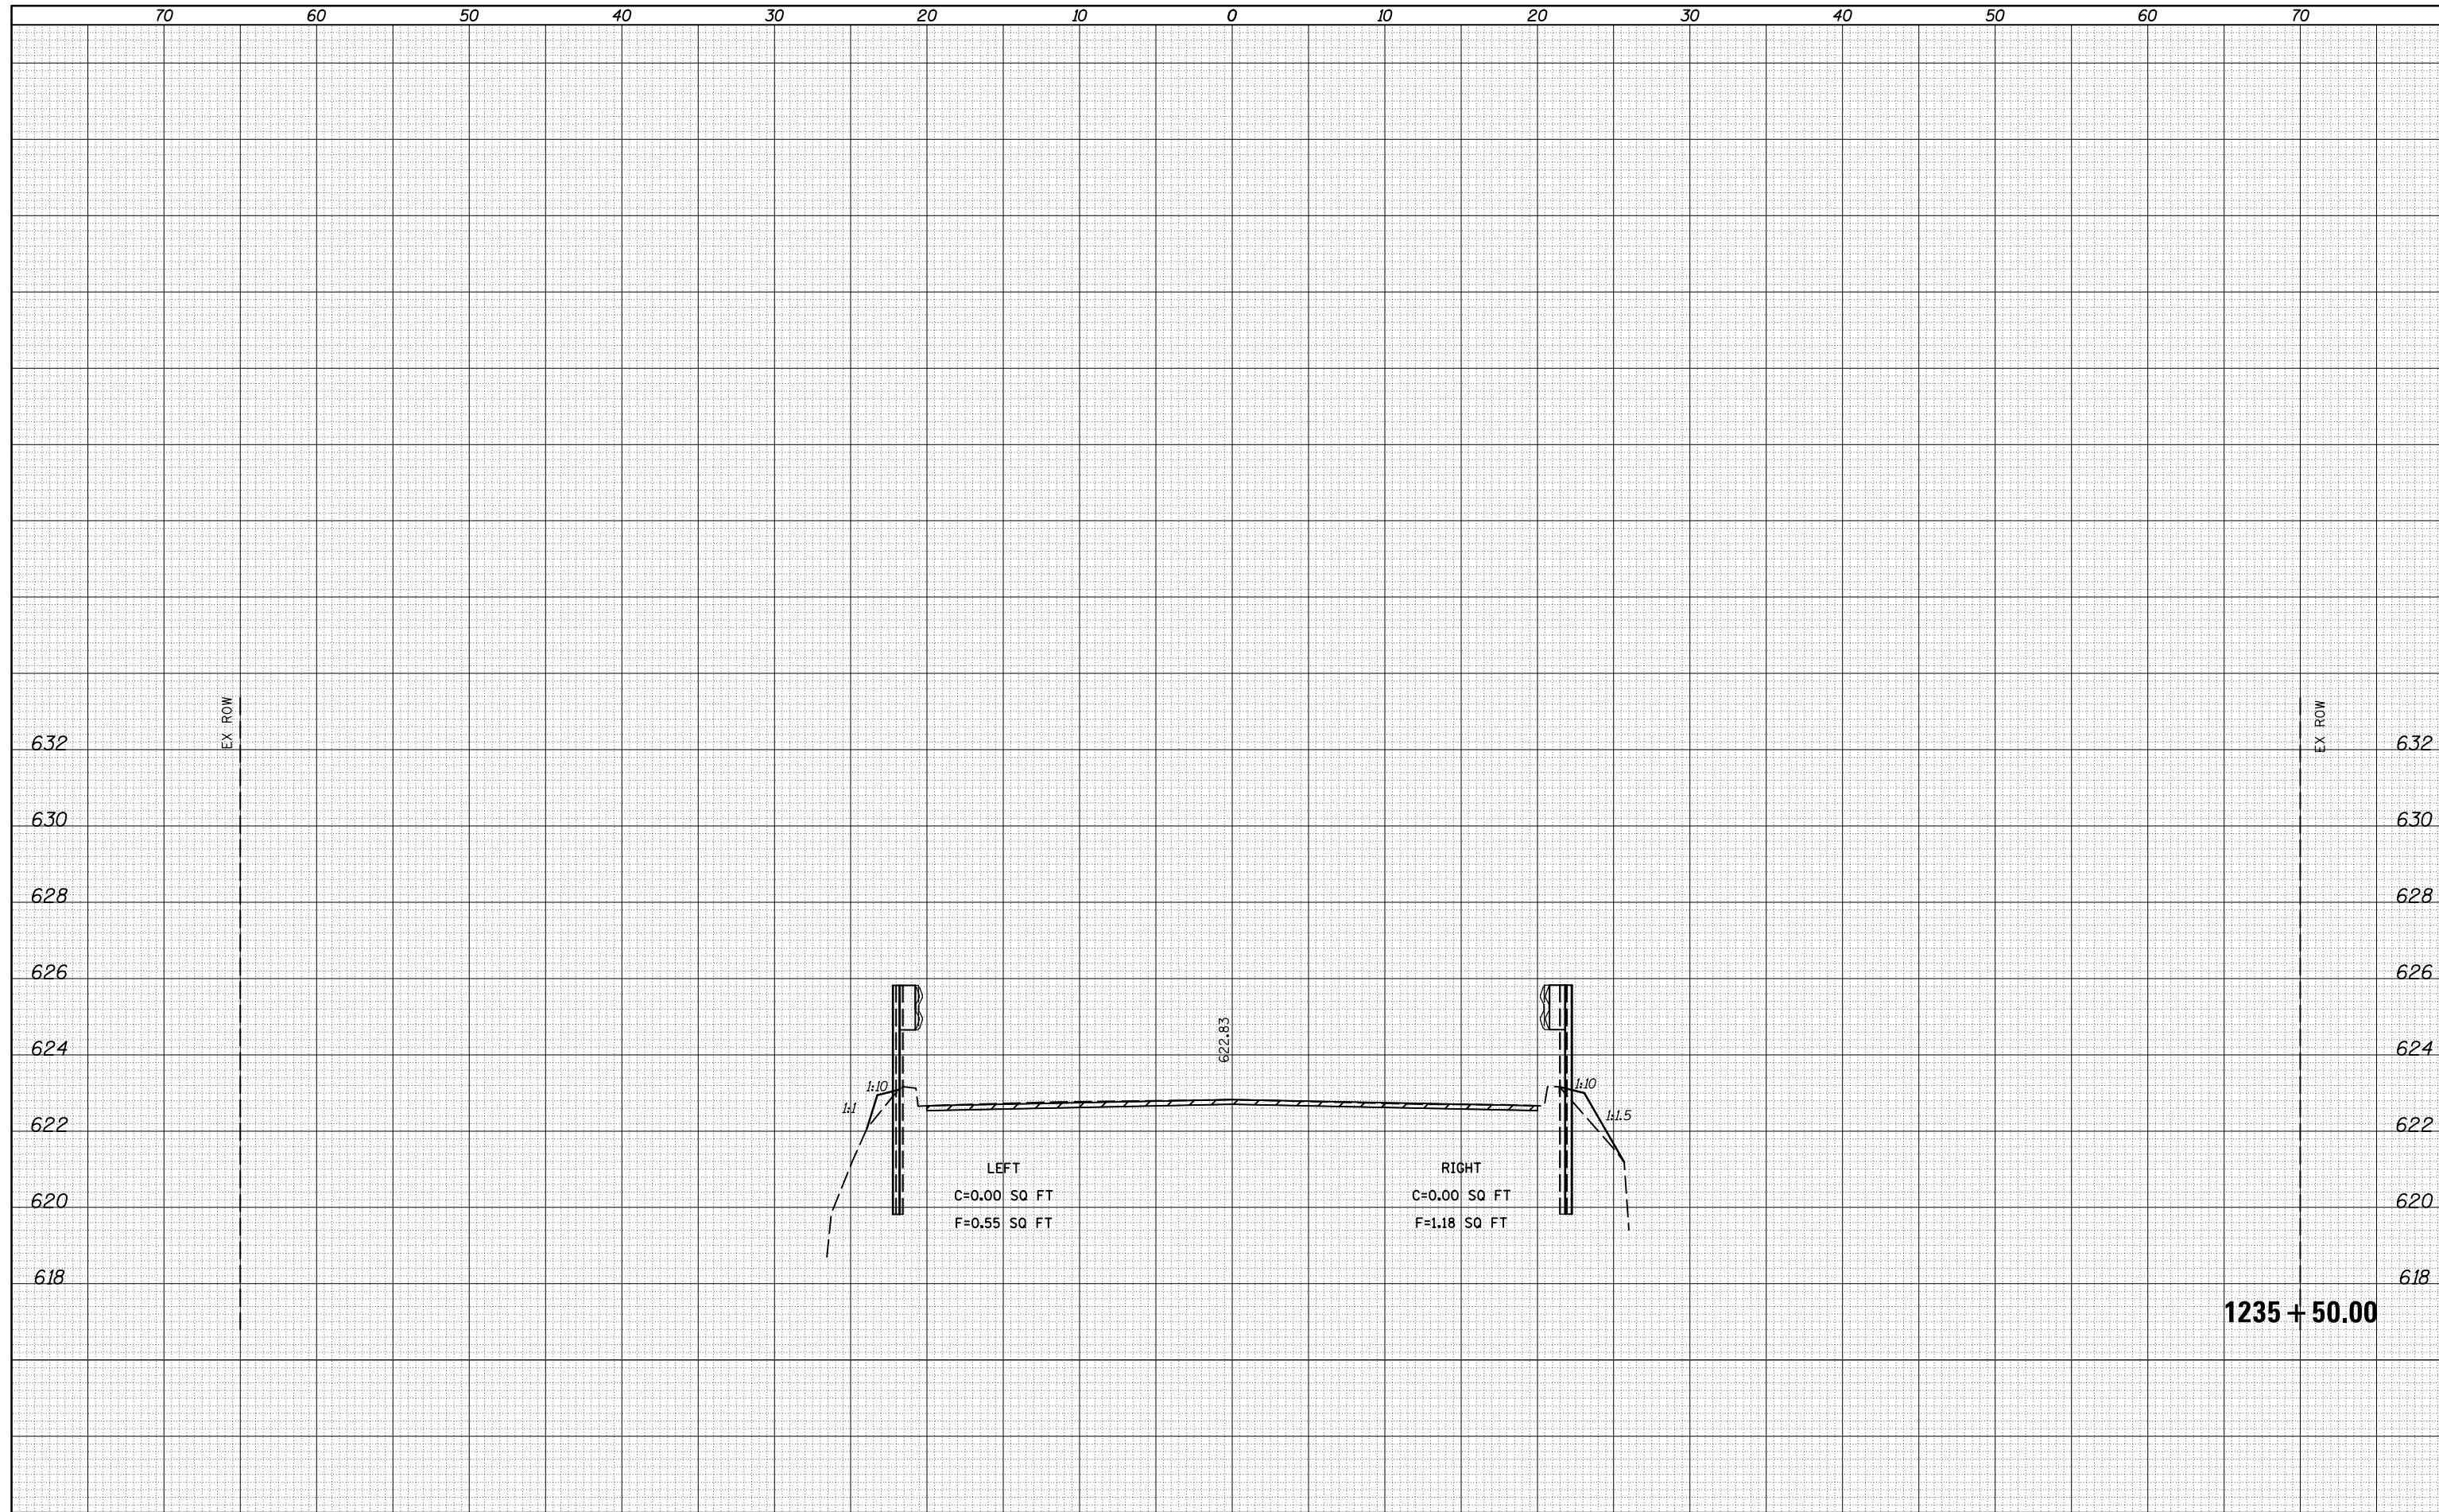 70 60 50 40 30 20 10 0 10 20 30 40 50 60 70
EX ROW
EX ROW
632 632
630 630
628 628
626 626
624 624
622.83
1:10
1:10
1:1
1:1.5
622 622
LEFT
C=0.00 SQ FT
F=0.55 SQ FT
RIGHT
C=0.00 SQ FT
F=1.18 SQ FT
620 620
618 618
1235 + 50.00